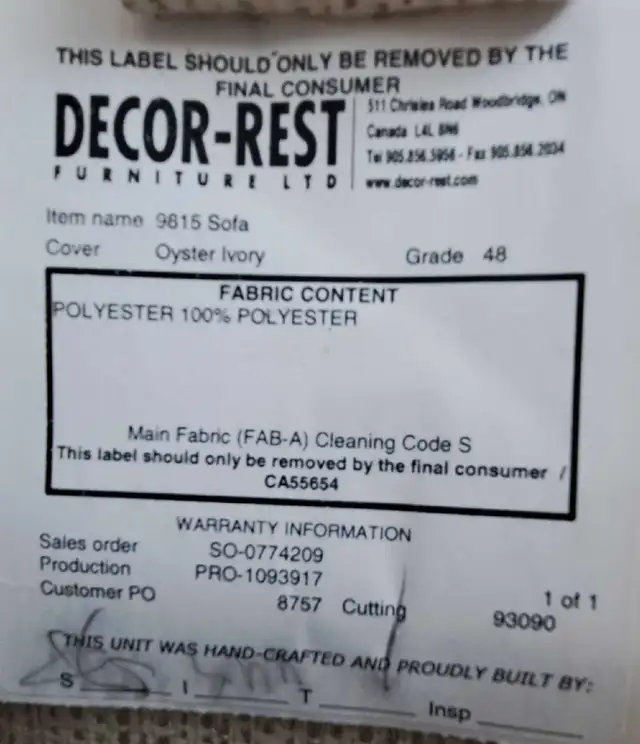 THIS LABEL SHOULD ONLY BE REMOVED BY THE
FINAL CONSUMER
DECOR-REST
FURNITURE LTD
511 Chrislea Road Woodbridge, ON
Canada L4L 8N6
Tel 905.856.5956 - Fax 905.856.2034
www.decor-rest.com
Item name 9815 Sofa
Cover Oyster Ivory Grade 48
FABRIC CONTENT
POLYESTER 100% POLYESTER
Main Fabric (FAB-A) Cleaning Code S
This label should only be removed by the final consumer /
CA55654
WARRANTY INFORMATION
Sales order SO-0774209
Production PRO-1093917
1 of 1
Customer PO 8757 Cutting 93090
THIS UNIT WAS HAND-CRAFTED AND PROUDLY BUILT BY:
S I T Insp